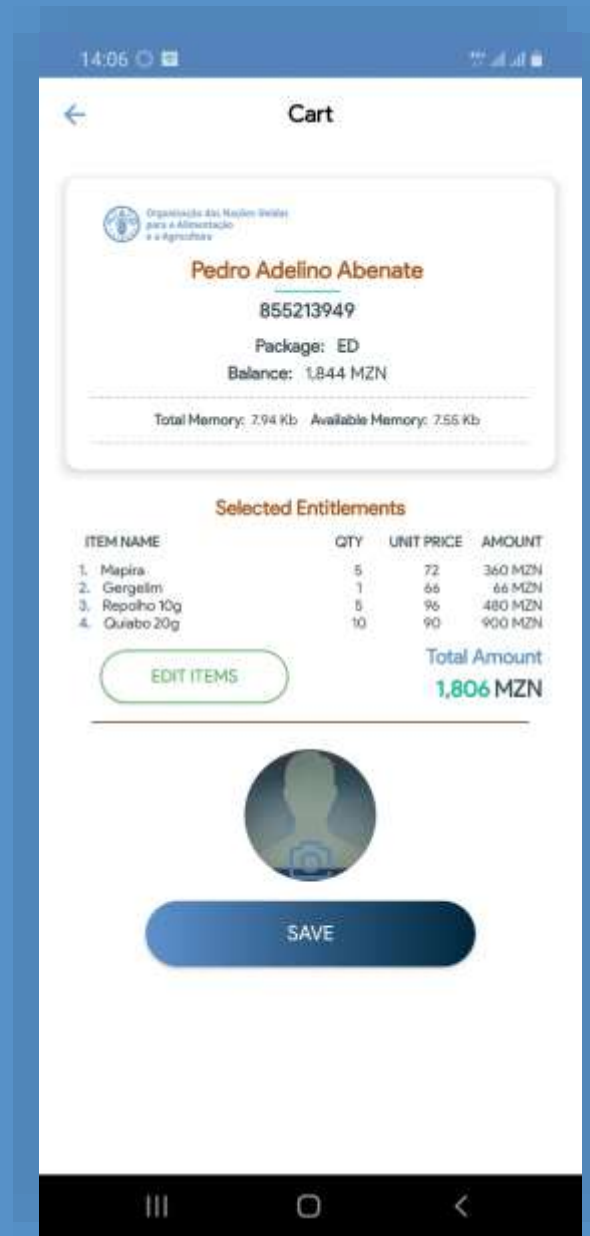 14:06
Cart
Organização das Nações Unidas
para a Alimentação
e a Agricultura
Pedro Adelino Abenate
855213949
Package: ED
Balance: 1,844 MZN
Total Memory: 7.94 Kb Available Memory: 7.55 Kb
Selected Entitlements
ITEM NAME QTY UNIT PRICE AMOUNT
1. Mapira 5 72 360 MZN
2. Gergelim 1 66 66 MZN
3. Repolho 10g 5 96 480 MZN
4. Quiabo 20g 10 90 900 MZN
EDIT ITEMS
Total Amount
1,806 MZN
SAVE